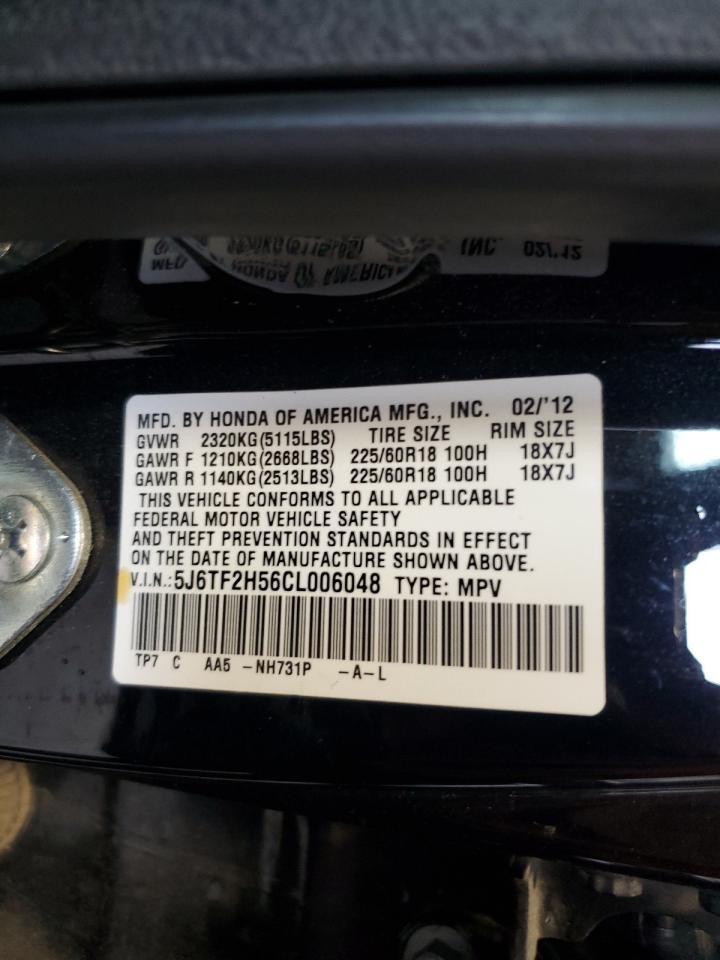 MFD. BY HONDA OF AMERICA MFG., INC. 02/'12
GVWR 2320KG(5115LBS) TIRE SIZE RIM SIZE
GAWR F 1210KG(2668LBS) 225/60R18 100H 18X7J
GAWR R 1140KG(2513LBS) 225/60R18 100H 18X7J
THIS VEHICLE CONFORMS TO ALL APPLICABLE
FEDERAL MOTOR VEHICLE SAFETY
AND THEFT PREVENTION STANDARDS IN EFFECT
ON THE DATE OF MANUFACTURE SHOWN ABOVE.
V.I.N.:5J6TF2H56CL006048 TYPE: MPV
TP7 C AA5 -NH731P -A-L